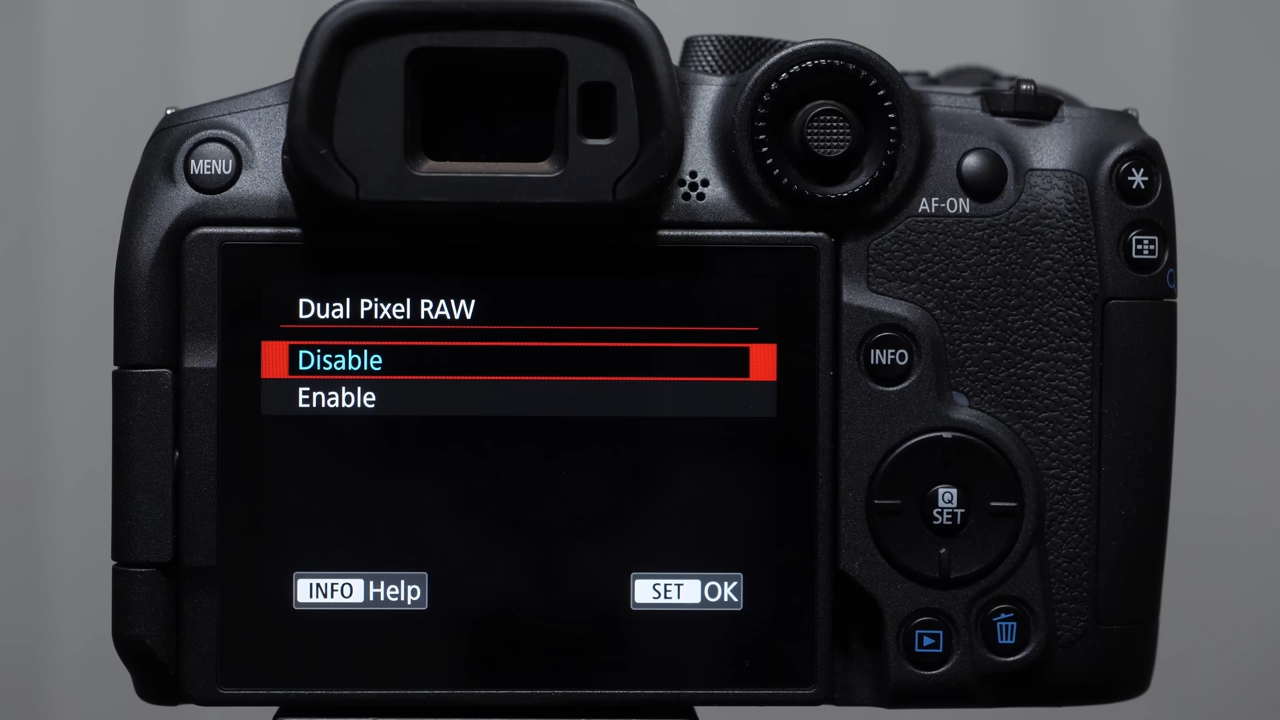 MENU
AF-ON
Dual Pixel RAW
Disable
Enable
INFO
Q
SET
INFO Help
SET OK